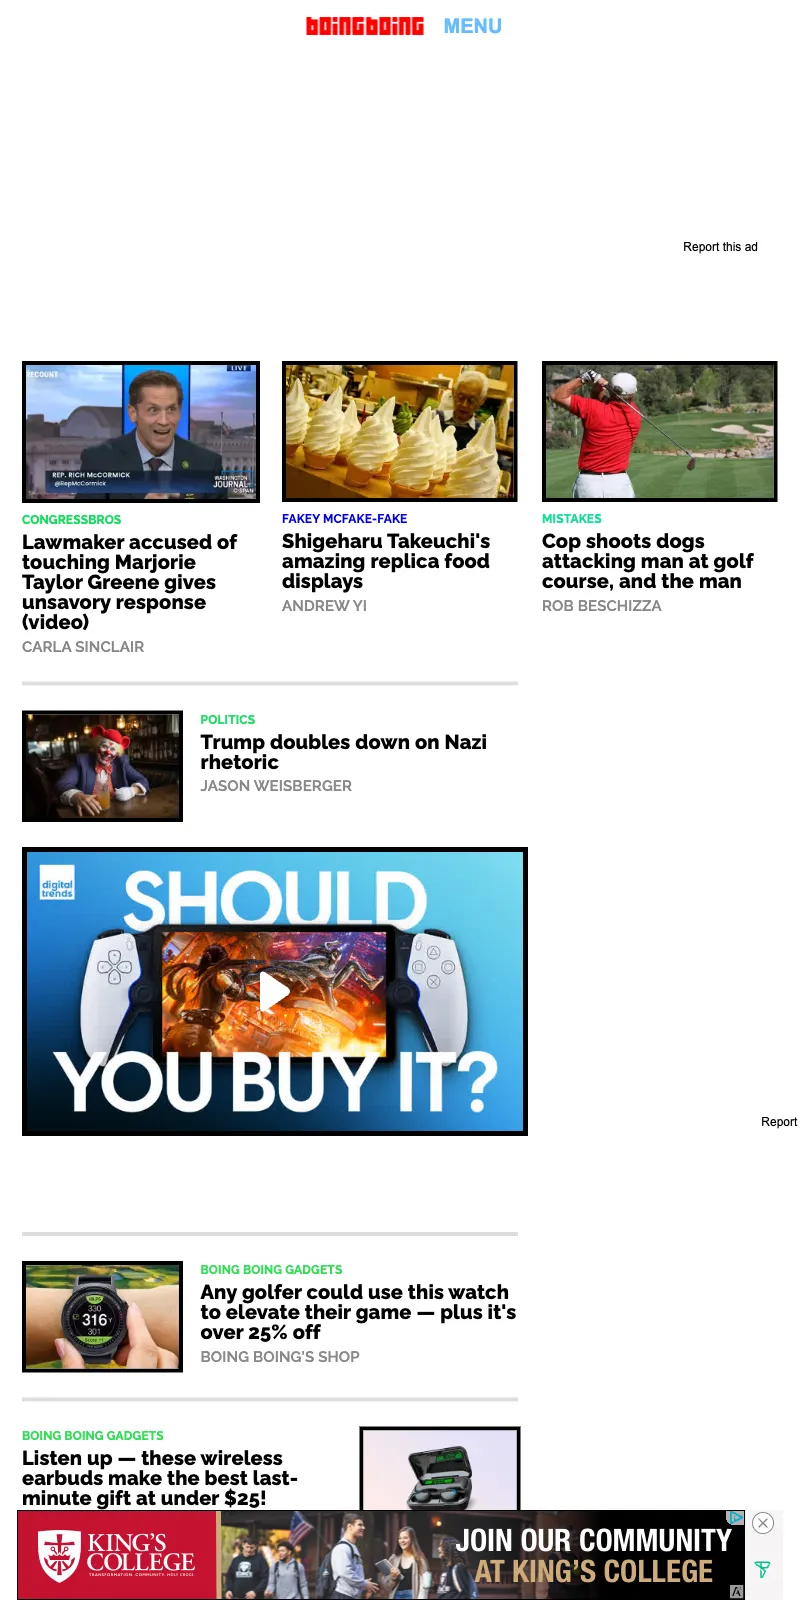 boingboing MENU
Report this ad
RECOUNT
LIVE
REP. RICH McCORMICK
@RepMcCormick
WASHINGTON
JOURNAL
C-SPAN
CONGRESSBROS
Lawmaker accused of
touching Marjorie
Taylor Greene gives
unsavory response
(video)
CARLA SINCLAIR
FAKEY MCFAKE-FAKE
Shigeharu Takeuchi's
amazing replica food
displays
ANDREW YI
MISTAKES
Cop shoots dogs
attacking man at golf
course, and the man
ROB BESCHIZZA
POLITICS
Trump doubles down on Nazi
rhetoric
JASON WEISBERGER
digital
trends
SHOULD
YOU BUY IT?
Report
330
316
301
BOING BOING GADGETS
Any golfer could use this watch
to elevate their game — plus it's
over 25% off
BOING BOING'S SHOP
BOING BOING GADGETS
Listen up — these wireless
earbuds make the best last-
minute gift at under $25!
KING'S
COLLEGE
TRANSFORMATION. COMMUNITY. HOLY CROSS.
JOIN OUR COMMUNITY
AT KING'S COLLEGE